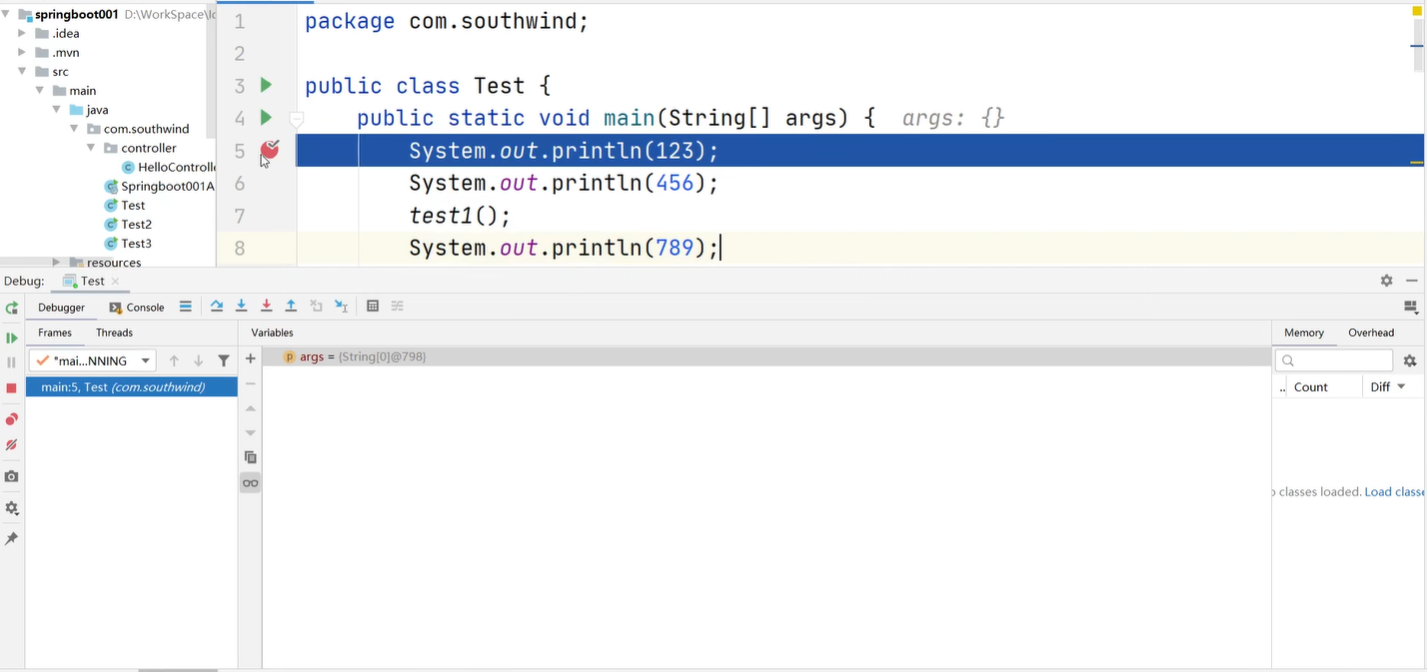 springboot001 D:\WorkSpace\
.idea
.mvn
src
main
java
com.southwind
controller
HelloControlle
Springboot001A
Test
Test2
Test3
resources
1 package com.southwind;
2
3 public class Test {
4 public static void main(String[] args) { args: {}
5 System.out.println(123);
6 System.out.println(456);
7 test1();
8 System.out.println(789);
Debug: Test
Debugger Console
Frames Threads Variables Memory Overhead
"mai...NNING args = {String[0]@798}
main:5, Test (com.southwind) .. Count Diff
classes loaded. Load classe